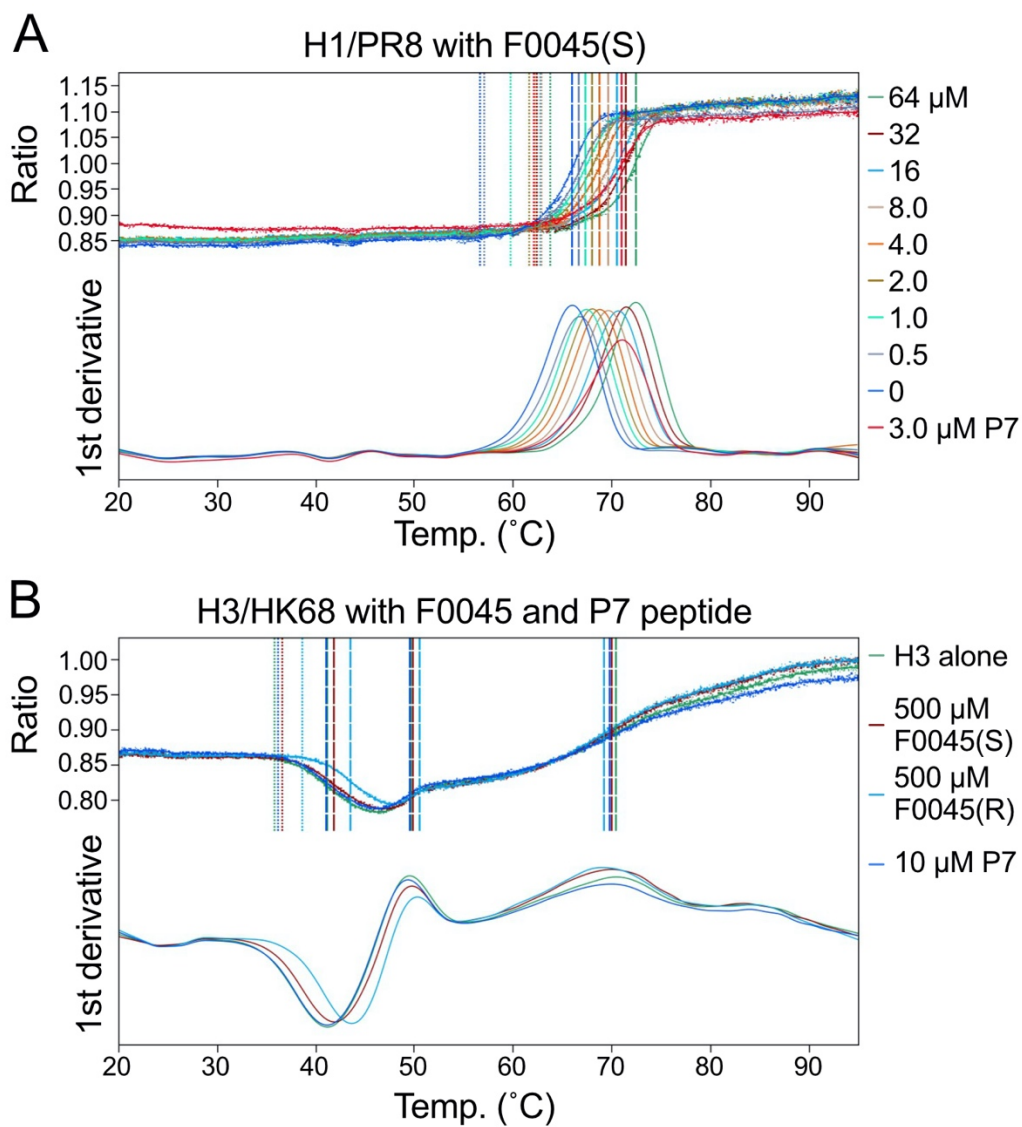 A
H1/PR8 with F0045(S)
Ratio
1.15
1.10
1.05
1.00
0.95
0.90
0.85
1st derivative
20 30 40 50 60 70 80 90
Temp. (˚C)
64 µM
32
16
8.0
4.0
2.0
1.0
0.5
0
3.0 µM P7
B
H3/HK68 with F0045 and P7 peptide
Ratio
1.00
0.95
0.90
0.85
0.80
1st derivative
20 30 40 50 60 70 80 90
Temp. (˚C)
H3 alone
500 µM
F0045(S)
500 µM
F0045(R)
10 µM P7